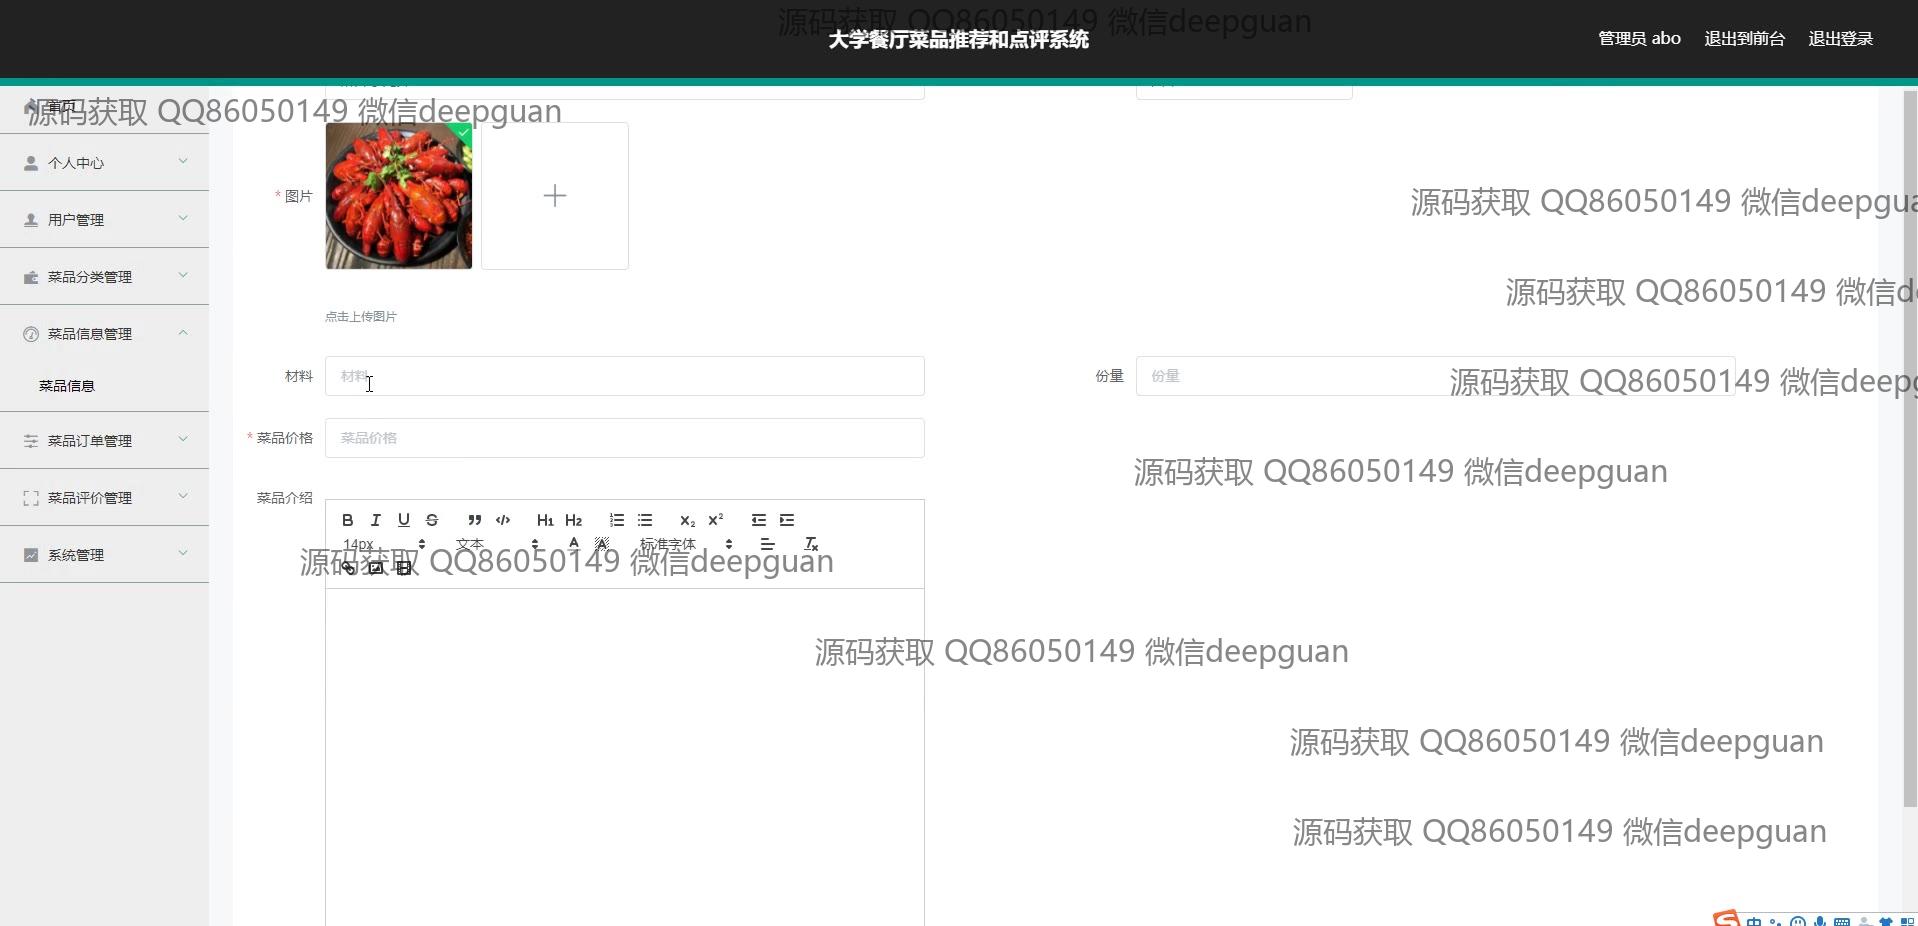 源码获取 QQ86050149 微信deepguan
大学餐厅菜品推荐和点评系统
管理员 abo
退出到前台
退出登录
首页
源码获取 QQ86050149 微信deepguan
个人中心
用户管理
菜品分类管理
菜品信息管理
菜品信息
菜品订单管理
菜品评价管理
系统管理
* 图片
点击上传图片
源码获取 QQ86050149 微信deepgua
源码获取 QQ86050149 微信d
材料
材料
份量
份量
源码获取 QQ86050149 微信deepg
* 菜品价格
菜品价格
源码获取 QQ86050149 微信deepguan
菜品介绍
B I U S H1 H2 X2 X2
14px
文本
A
A
标准字体
源码获取 QQ86050149 微信deepguan
源码获取 QQ86050149 微信deepguan
源码获取 QQ86050149 微信deepguan
源码获取 QQ86050149 微信deepguan
中